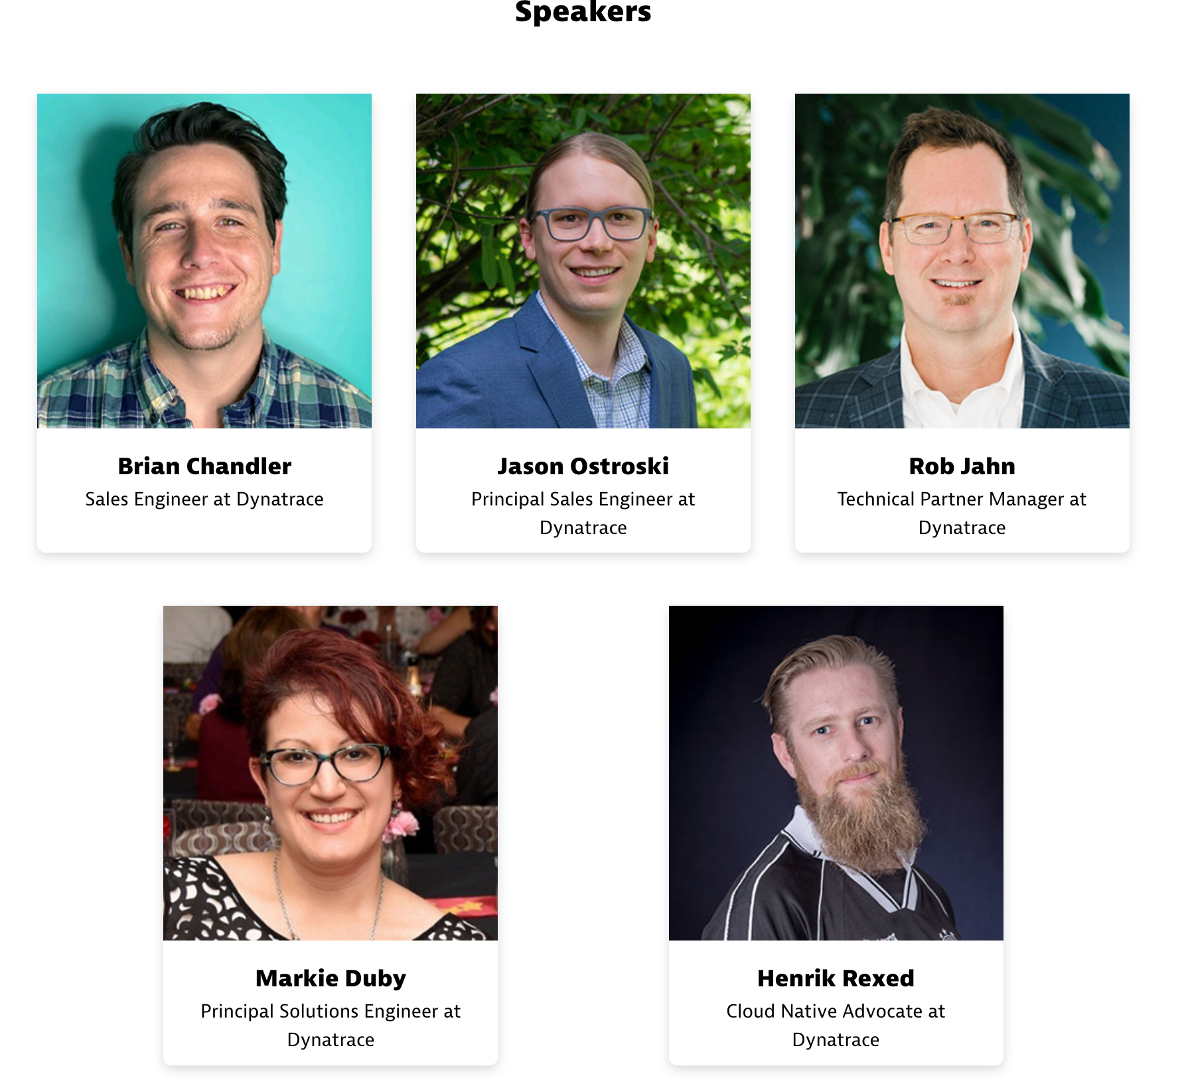 Speakers
Brian Chandler
Sales Engineer at Dynatrace
Jason Ostroski
Principal Sales Engineer at
Dynatrace
Rob Jahn
Technical Partner Manager at
Dynatrace
Markie Duby
Principal Solutions Engineer at
Dynatrace
Henrik Rexed
Cloud Native Advocate at
Dynatrace